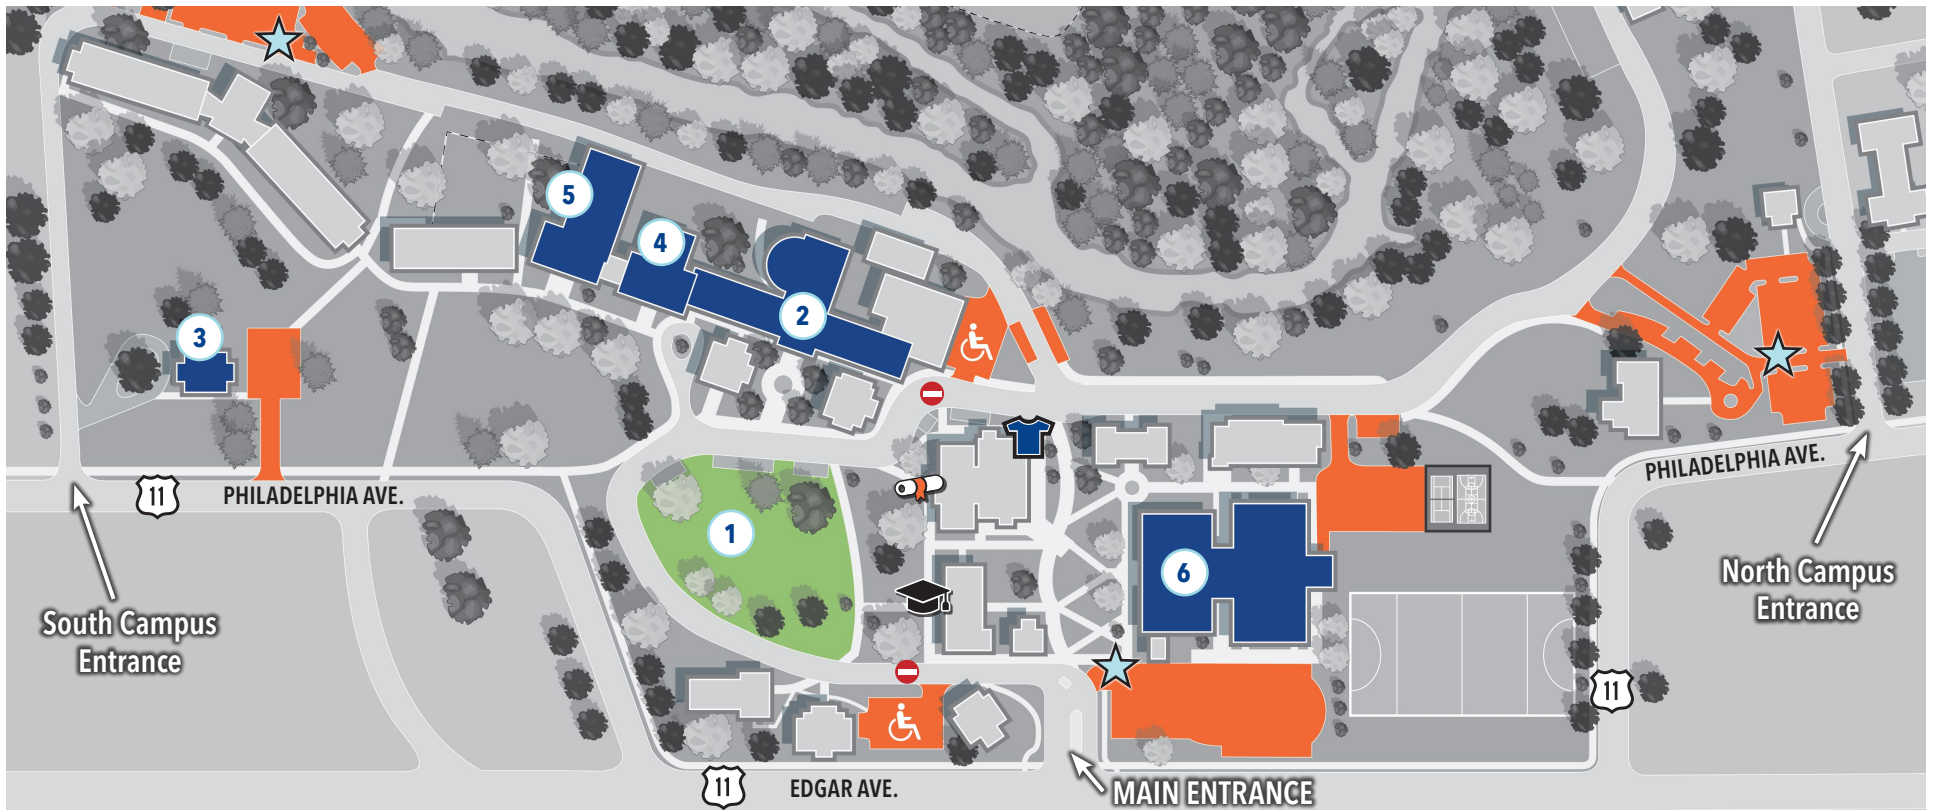 5
4
2
3
1
6
11
PHILADELPHIA AVE.
PHILADELPHIA AVE.
South Campus
Entrance
North Campus
Entrance
11
11
EDGAR AVE.
MAIN ENTRANCE